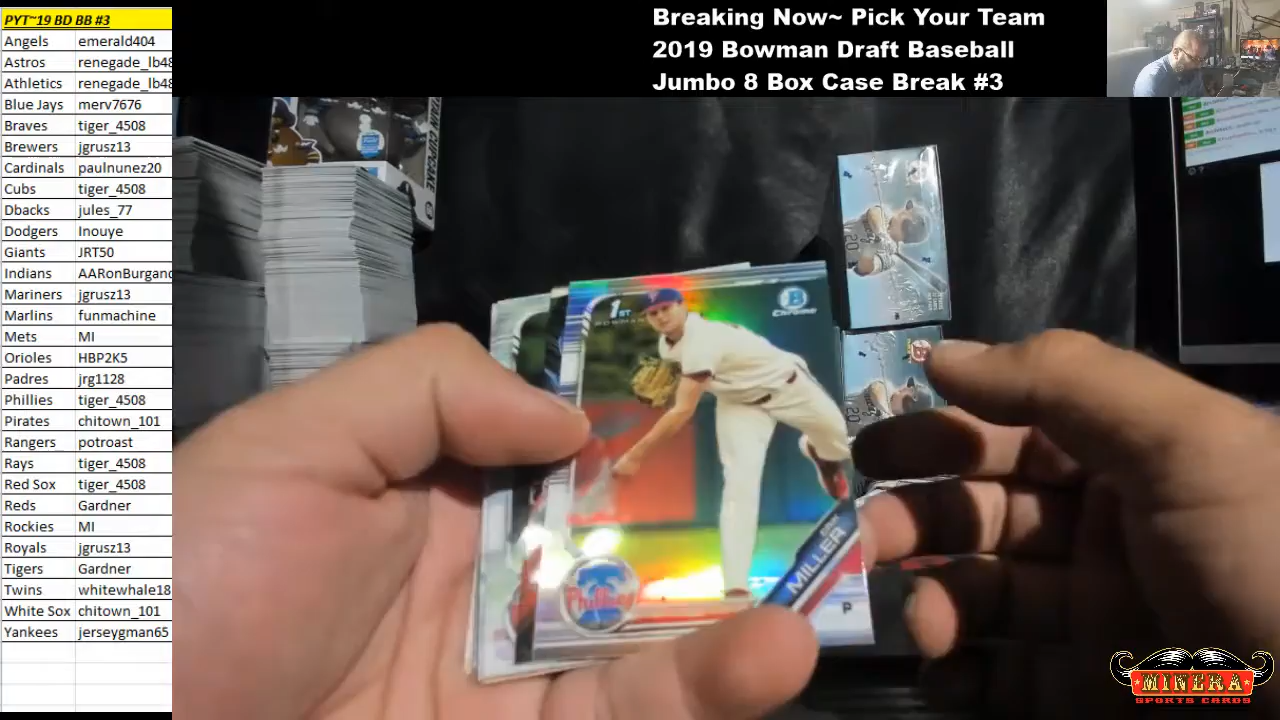 PYT~19 BD BB #3
Angels emerald404
Astros renegade_lb48
Athletics renegade_lb48
Blue Jays merv7676
Braves tiger_4508
Brewers jgrusz13
Cardinals paulnunez20
Cubs tiger_4508
Dbacks jules_77
Dodgers Inouye
Giants JRT50
Indians AARonBurgand
Mariners jgrusz13
Marlins funmachine
Mets MI
Orioles HBP2K5
Padres jrg1128
Phillies tiger_4508
Pirates chitown_101
Rangers potroast
Rays tiger_4508
Red Sox tiger_4508
Reds Gardner
Rockies MI
Royals jgrusz13
Tigers Gardner
Twins whitewhale18
White Sox chitown_101
Yankees jerseygman65
Breaking Now~ Pick Your Team
2019 Bowman Draft Baseball
Jumbo 8 Box Case Break #3
1ST
BOWMAN
B
Chrome
Phillies
MILLER
P
MINERA
SPORTS CARDS